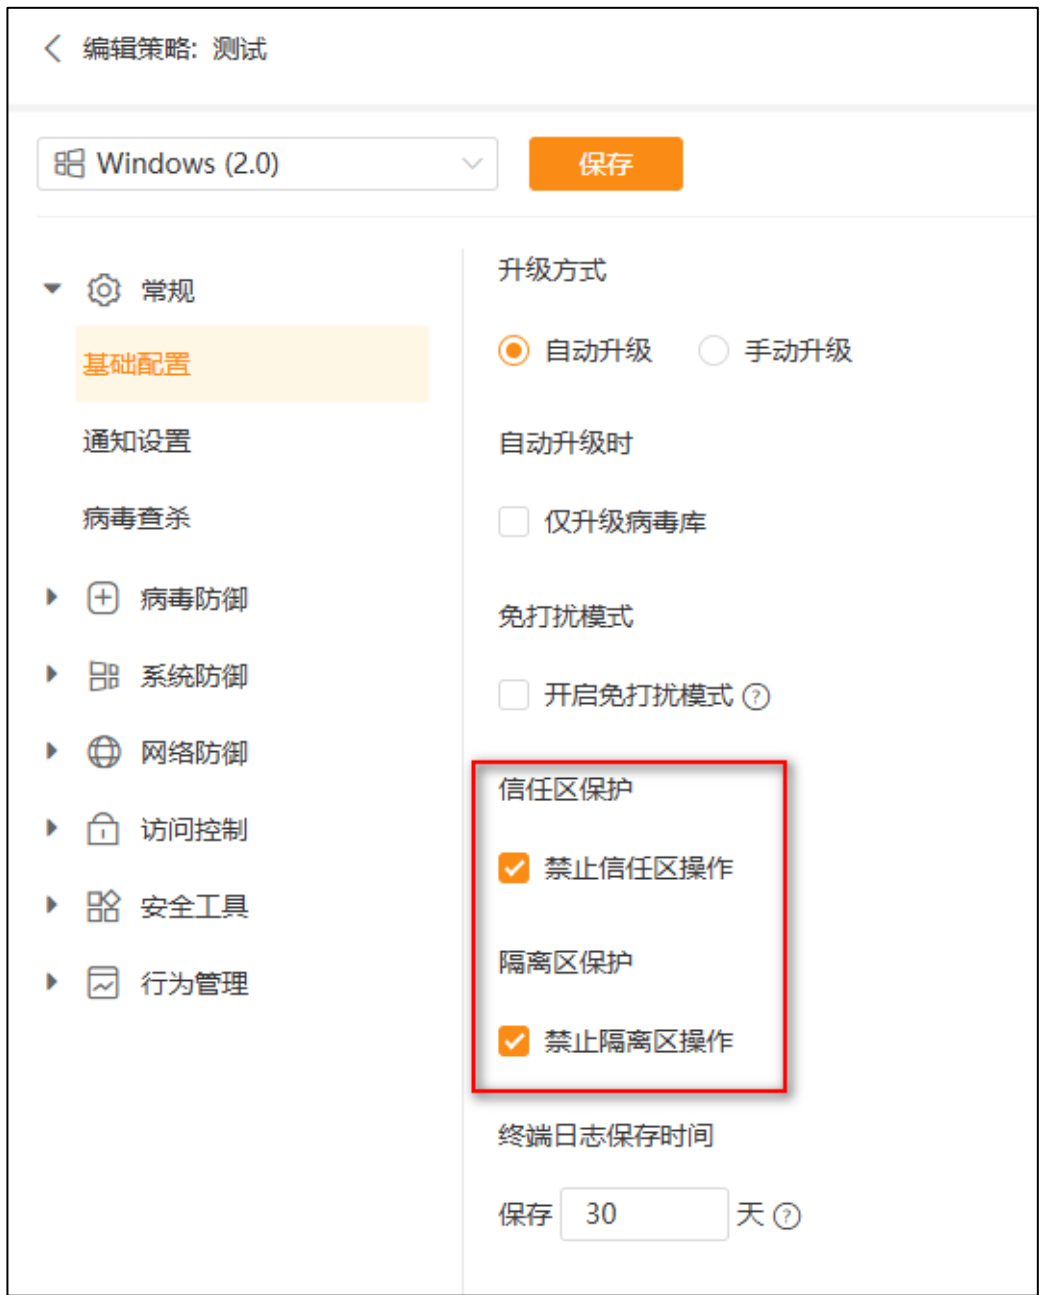 编辑策略: 测试
Windows (2.0)
保存
常规
基础配置
通知设置
病毒查杀
病毒防御
系统防御
网络防御
访问控制
安全工具
行为管理
升级方式
自动升级 手动升级
自动升级时
仅升级病毒库
免打扰模式
开启免打扰模式 ?
信任区保护
禁止信任区操作
隔离区保护
禁止隔离区操作
终端日志保存时间
保存 30 天 ?